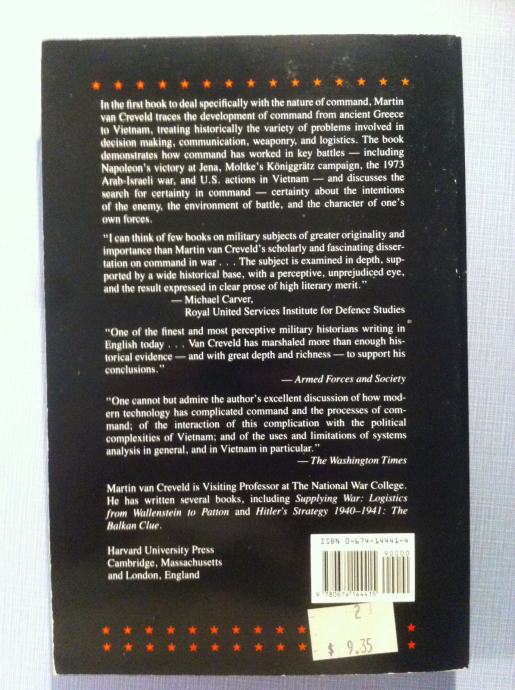 In the first book to deal specifically with the nature of command, Martin
van Creveld traces the development of command from ancient Greece
to Vietnam, treating historically the variety of problems involved in
decision making, communication, weaponry, and logistics. The book
demonstrates how command has worked in key battles — including
Napoleon's victory at Jena, Moltke's Königgrätz campaign, the 1973
Arab-Israeli war, and U.S. actions in Vietnam — and discusses the
search for certainty in command — certainty about the intentions
of the enemy, the environment of battle, and the character of one's
own forces.
"I can think of few books on military subjects of greater originality and
importance than Martin van Creveld's scholarly and fascinating disser-
tation on command in war . . . The subject is examined in depth, sup-
ported by a wide historical base, with a perceptive, unprejudiced eye,
and the result expressed in clear prose of high literary merit."
— Michael Carver,
Royal United Services Institute for Defence Studies
"One of the finest and most perceptive military historians writing in
English today . . . Van Creveld has marshaled more than enough his-
torical evidence — and with great depth and richness — to support his
conclusions."
— Armed Forces and Society
"One cannot but admire the author's excellent discussion of how mod-
ern technology has complicated command and the processes of com-
mand; of the interaction of this complication with the political
complexities of Vietnam; and of the uses and limitations of systems
analysis in general, and in Vietnam in particular."
— The Washington Times
Martin van Creveld is Visiting Professor at The National War College.
He has written several books, including Supplying War: Logistics
from Wallenstein to Patton and Hitler's Strategy 1940–1941: The
Balkan Clue.
Harvard University Press
Cambridge, Massachusetts
and London, England
ISBN 0-674-14441-4
90000
9 780674 144415
2
$ 9.35